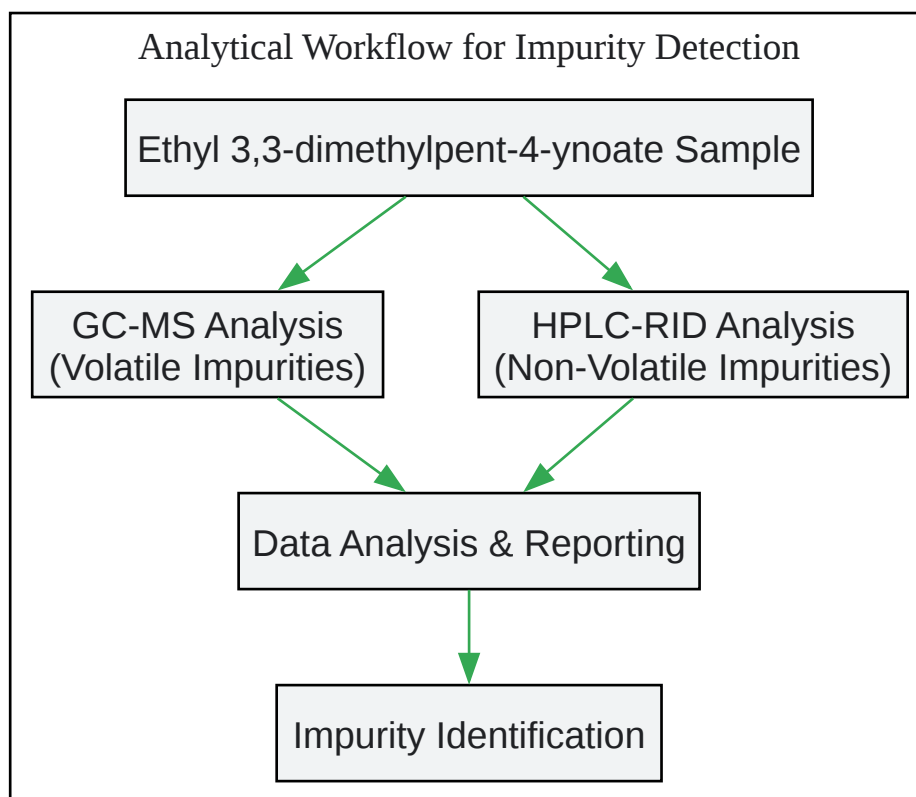 Analytical Workflow for Impurity Detection
Ethyl 3,3-dimethylpent-4-ynoate Sample
GC-MS Analysis
(Volatile Impurities)
HPLC-RID Analysis
(Non-Volatile Impurities)
Data Analysis & Reporting
Impurity Identification